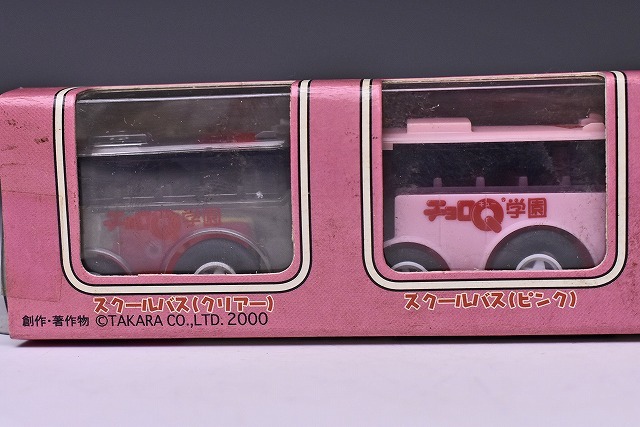 チョロQ学園
チョロQ学園
スクールバス(クリアー)
スクールバス(ピンク)
創作・著作物 ©TAKARA CO.,LTD. 2000